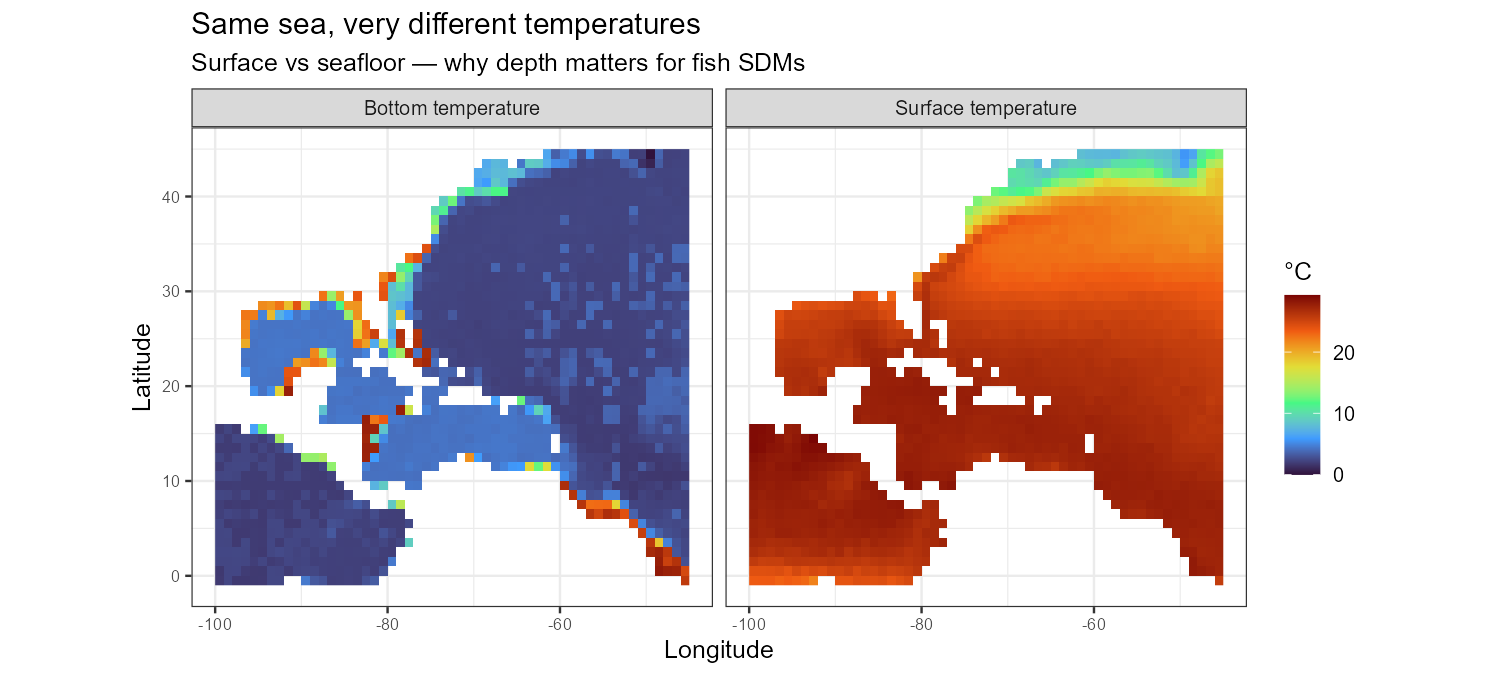 Same sea, very different temperatures
Surface vs seafloor — why depth matters for fish SDMs
Bottom temperature
Surface temperature
Latitude
40
30
20
10
0
-100
-80
-60
-100
-80
-60
Longitude
°C
20
10
0